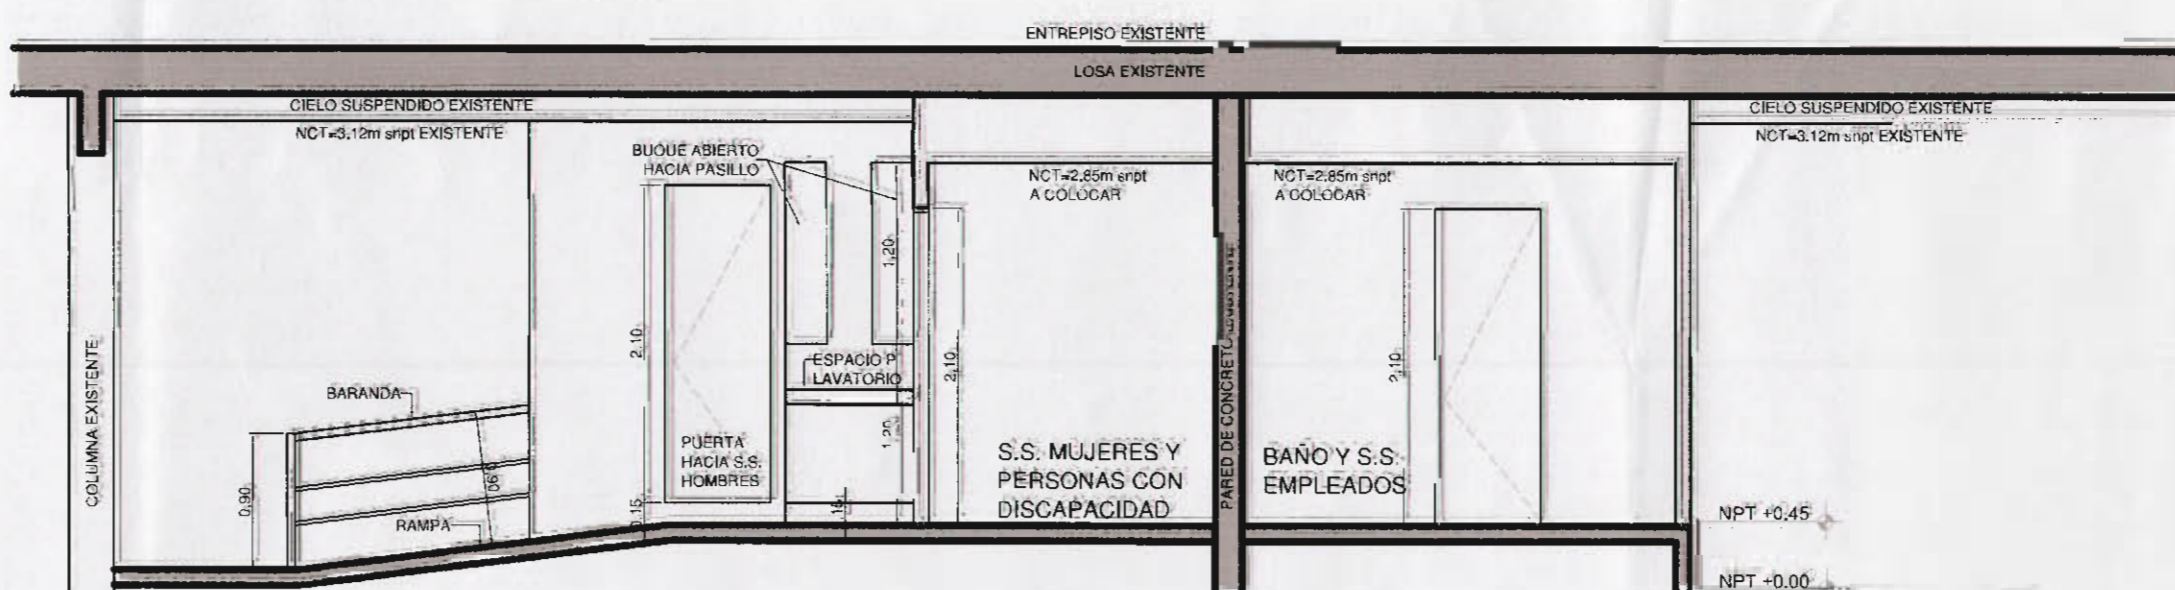 ENTREPISO EXISTENTE
LOSA EXISTENTE
CIELO SUSPENDIDO EXISTENTE
NCT=3.12m snpt EXISTENTE
CIELO SUSPENDIDO EXISTENTE
NCT=3.12m snpt EXISTENTE
BUQUE ABIERTO
HACIA PASILLO
NCT=2.85m snpt
A COLOCAR
NCT=2.85m snpt
A COLOCAR
COLUMNA EXISTENTE
BARANDA
0.90
0.90
RAMPA
2.10
0.15
PUERTA
HACIA S.S.
HOMBRES
1.20
ESPACIO P
LAVATORIO
1.20
.15
2.10
S.S. MUJERES Y
PERSONAS CON
DISCAPACIDAD
PARED DE CONCRETO
BAÑO Y S.S.
EMPLEADOS
2.10
NPT +0.45
NPT +0.00